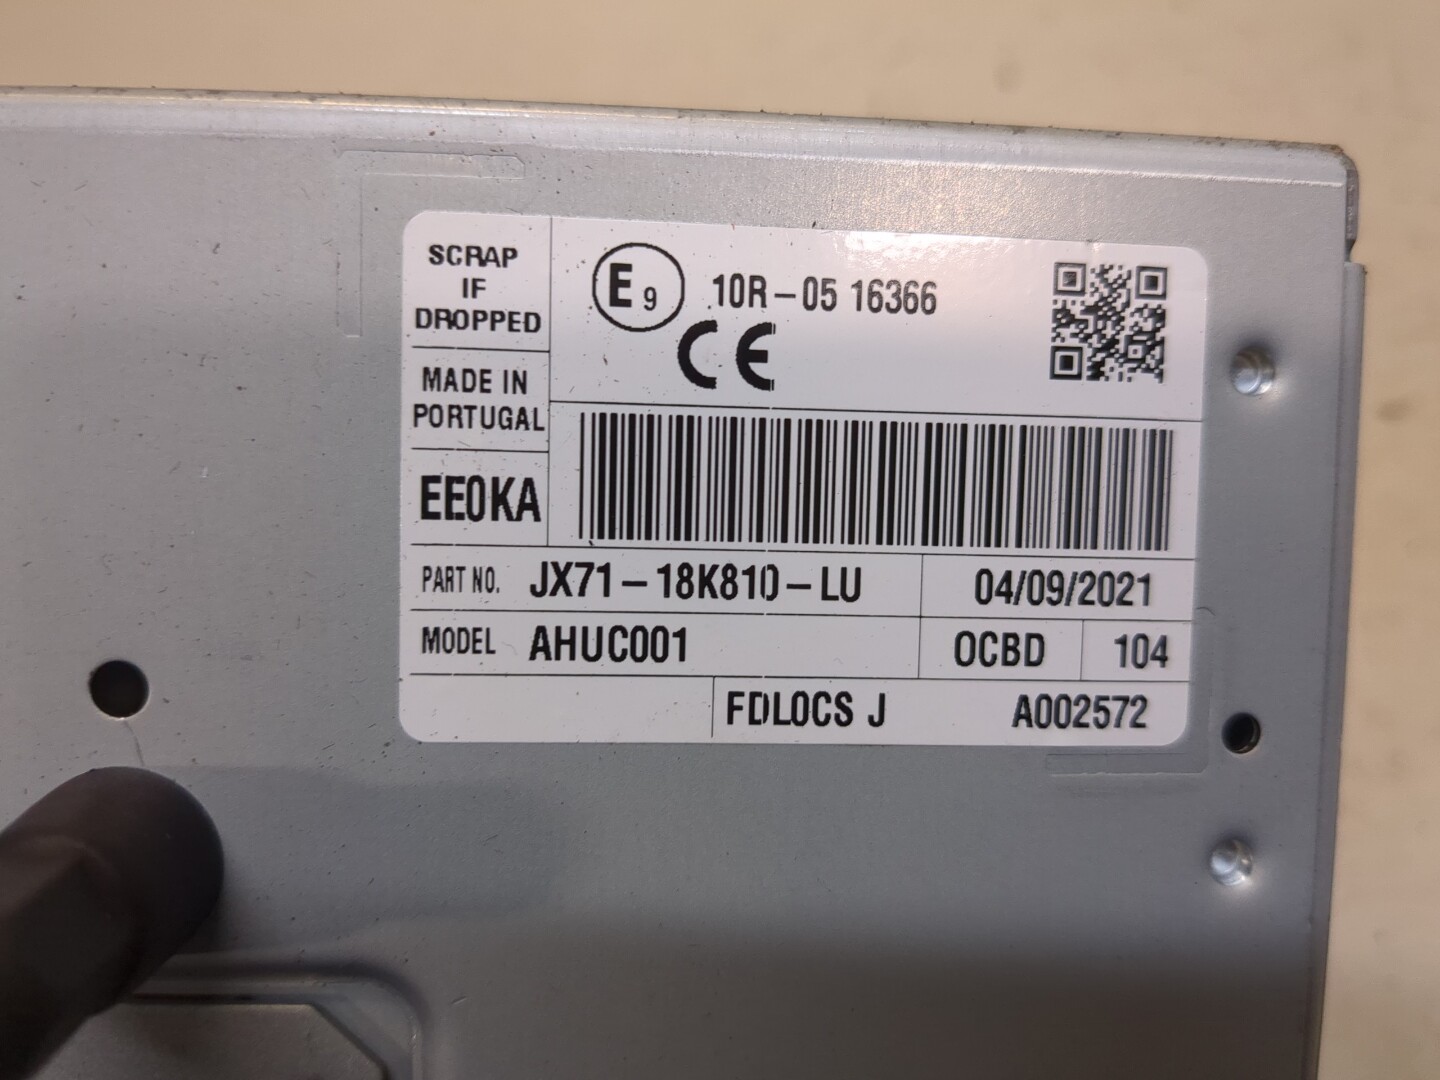 SCRAP
IF
DROPPED
MADE IN
PORTUGAL
EE0KA
E9 10R-05 16366
CE
PART NO. JX71-18K810-LU 04/09/2021
MODEL AHUC001 OCBD 104
FDLOCS J A002572